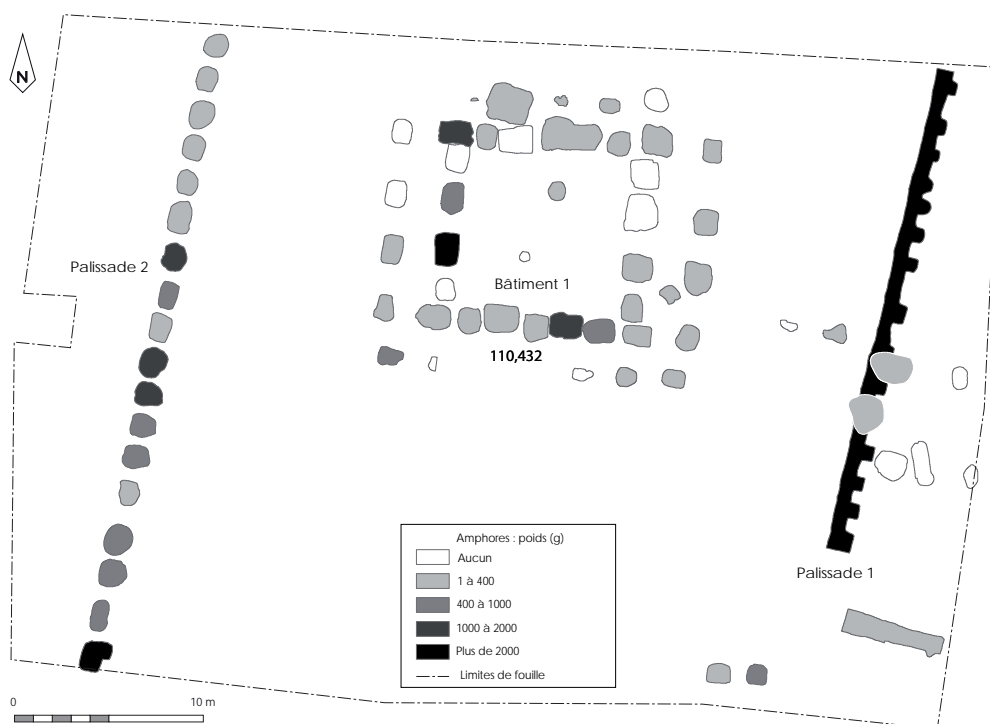 N
Palissade 2
Bâtiment 1
110,432
Palissade 1
Amphores : poids (g)
Aucun
1 à 400
400 à 1000
1000 à 2000
Plus de 2000
Limites de fouille
0 10 m